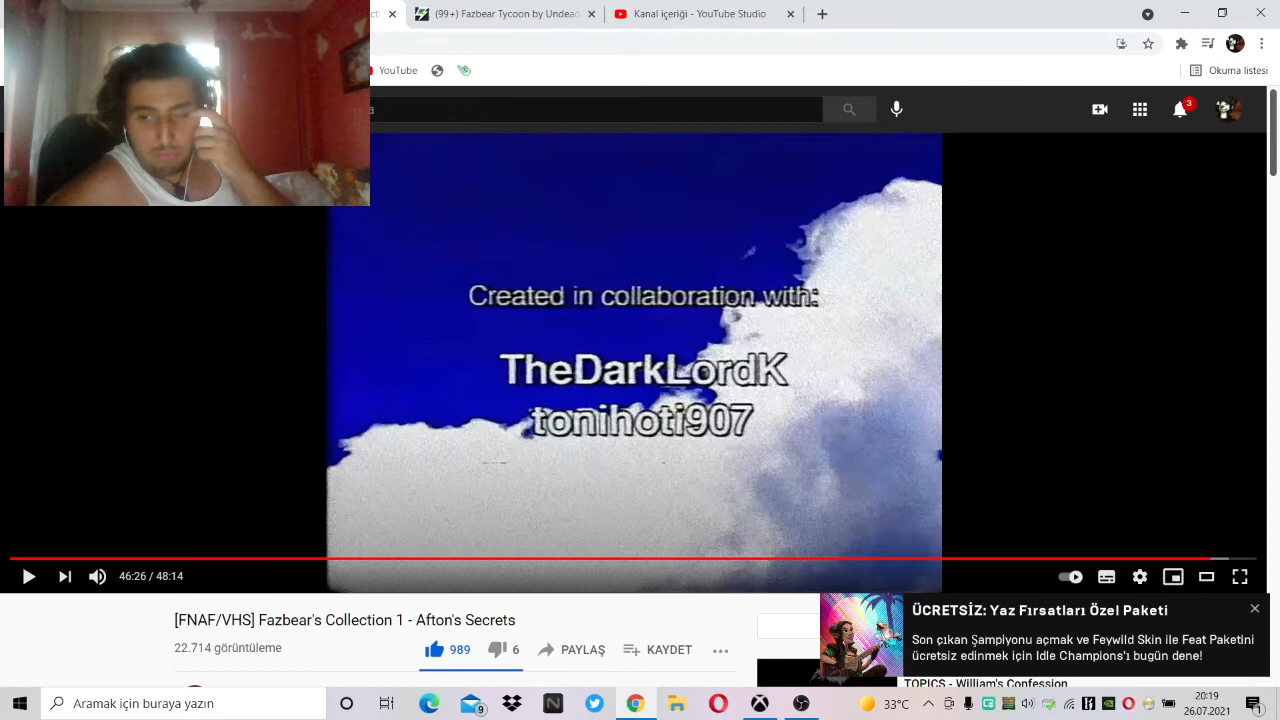 (99+) Fazbear Tycoon by Undead
Kanal içeriği - YouTube Studio
YouTube
Okuma listesi
3
Created in collaboration with:
TheDarkLordK
tonihoti907
46:26 / 48:14
[FNAF/VHS] Fazbear's Collection 1 - Afton's Secrets
22.714 görüntüleme
989
6
PAYLAŞ
KAYDET
ÜCRETSİZ: Yaz Fırsatları Özel Paketi
Son çıkan Şampiyonu açmak ve Feywild Skin ile Feat Paketini
ücretsiz edinmek için Idle Champions'ı bugün dene!
TOPICS - William's Confession
Aramak için buraya yazın
33°C
20:19
26.07.2021